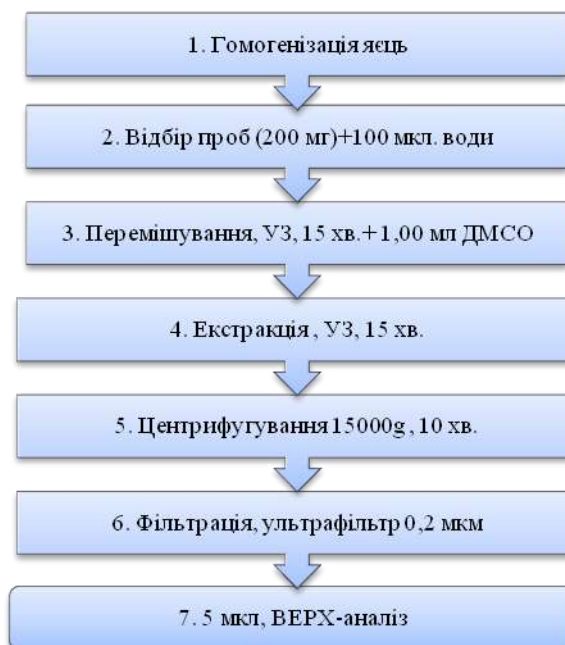 1. Гомогенізація яєць
2. Відбір проб (200 мг)+100 мкл. води
3. Перемішування, УЗ, 15 хв.+ 1,00 мл ДМСО
4. Екстракція , УЗ, 15 хв.
5. Центрифугування 15000g , 10 хв.
6. Фільтрація, ультрафільтр 0,2 мкм
7. 5 мкл, ВЕРХ-аналіз